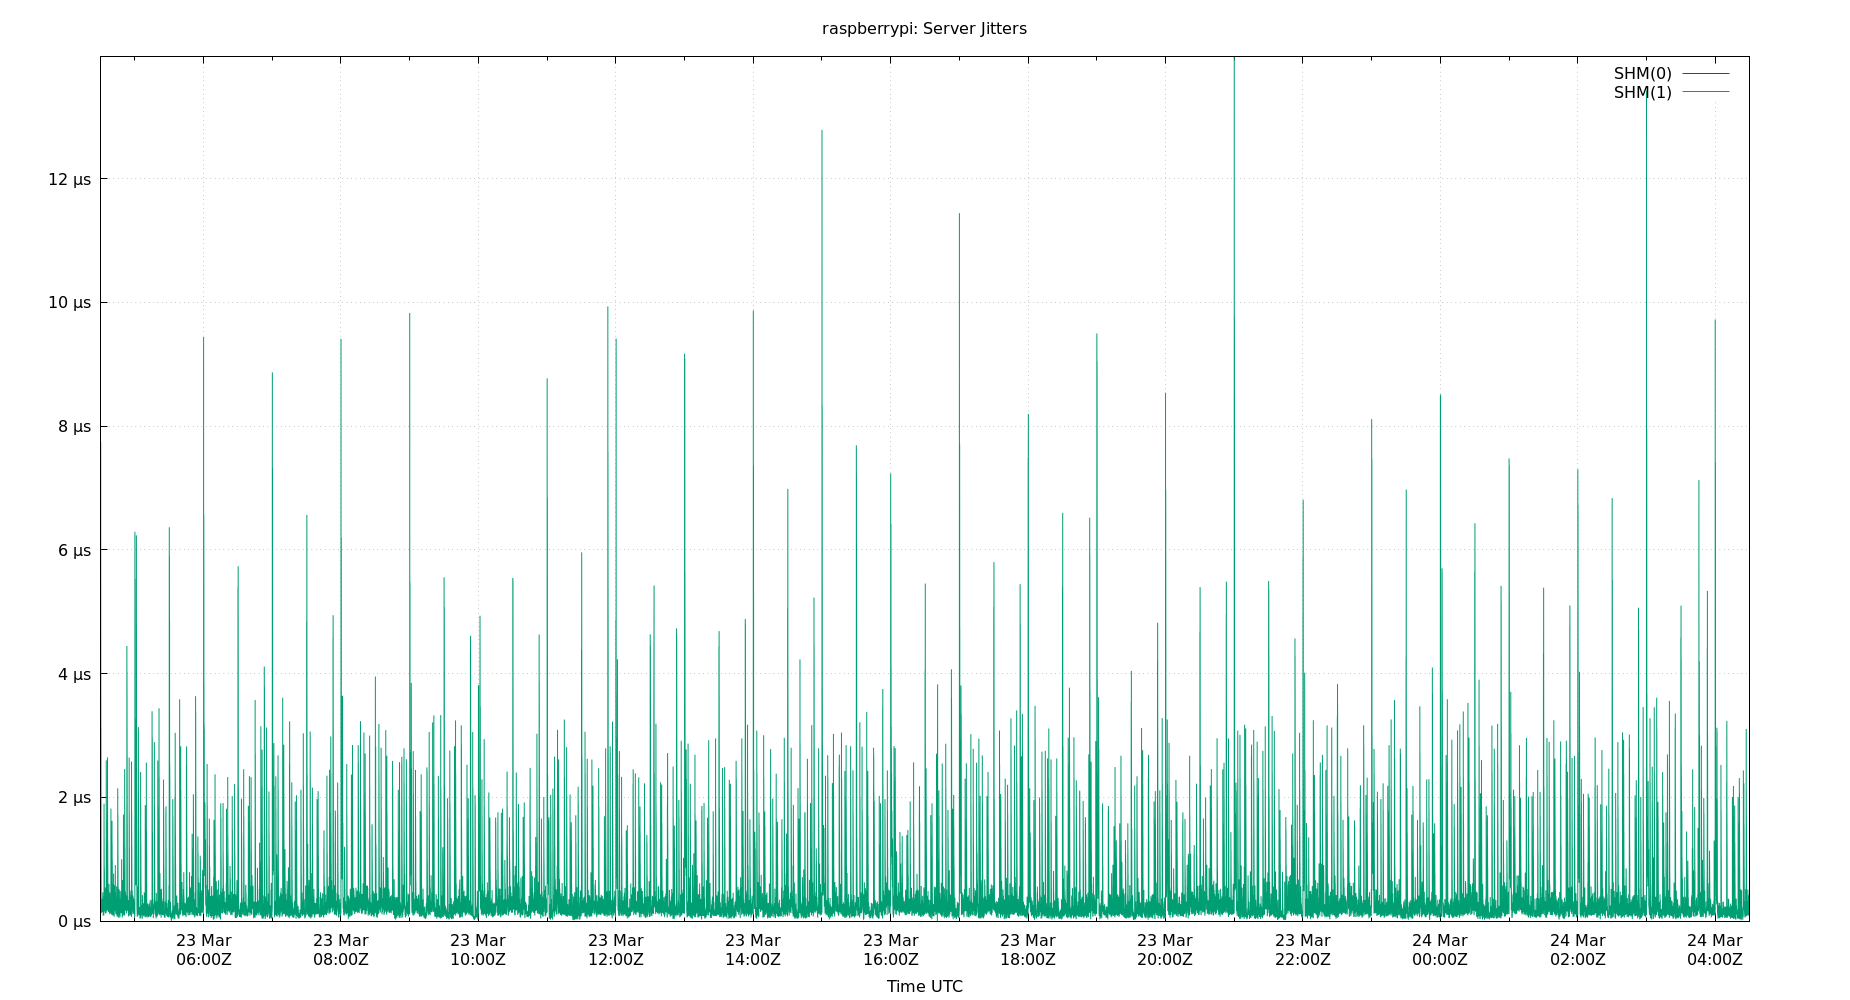 raspberrypi: Server Jitters
SHM(0)
SHM(1)
12 µs
10 µs
8 µs
6 µs
4 µs
2 µs
0 µs
23 Mar 23 Mar 23 Mar 23 Mar 23 Mar 23 Mar 23 Mar 23 Mar 23 Mar 24 Mar 24 Mar 24 Mar
06:00Z 08:00Z 10:00Z 12:00Z 14:00Z 16:00Z 18:00Z 20:00Z 22:00Z 00:00Z 02:00Z 04:00Z
Time UTC